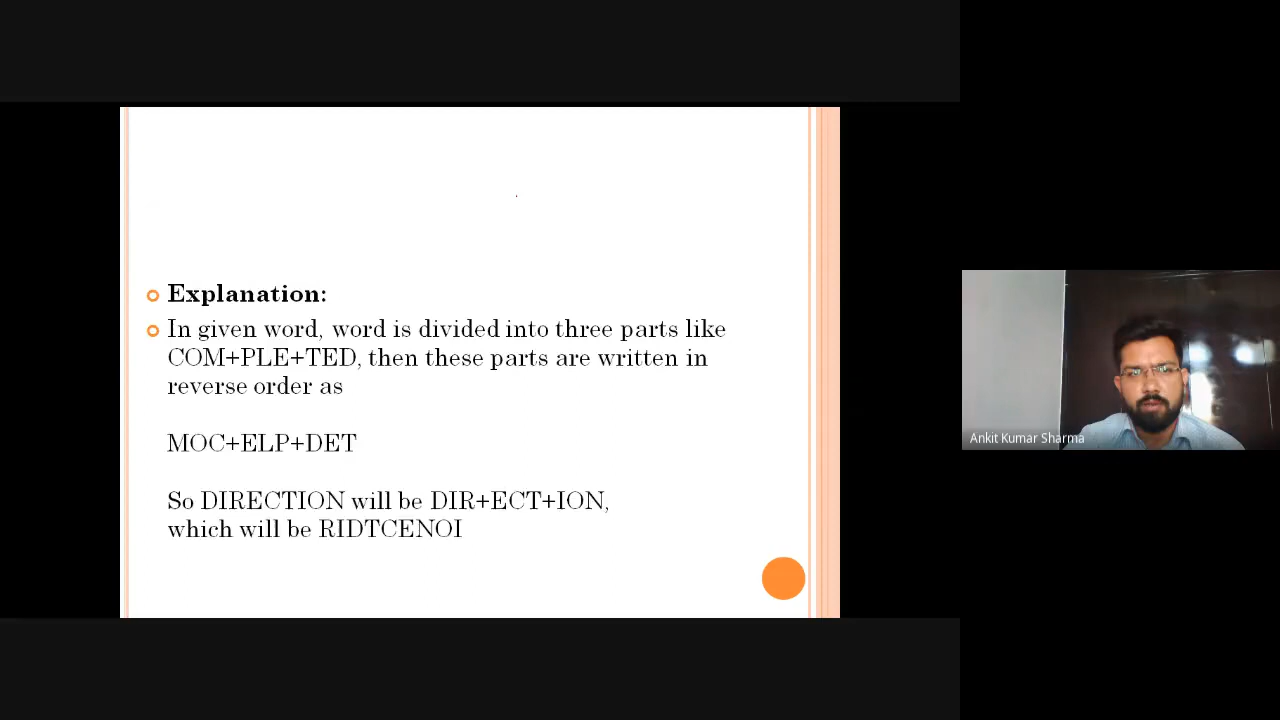 Explanation:
In given word, word is divided into three parts like
COM+PLE+TED, then these parts are written in
reverse order as
MOC+ELP+DET
So DIRECTION will be DIR+ECT+ION,
which will be RIDTCENOI
Ankit Kumar Sharma